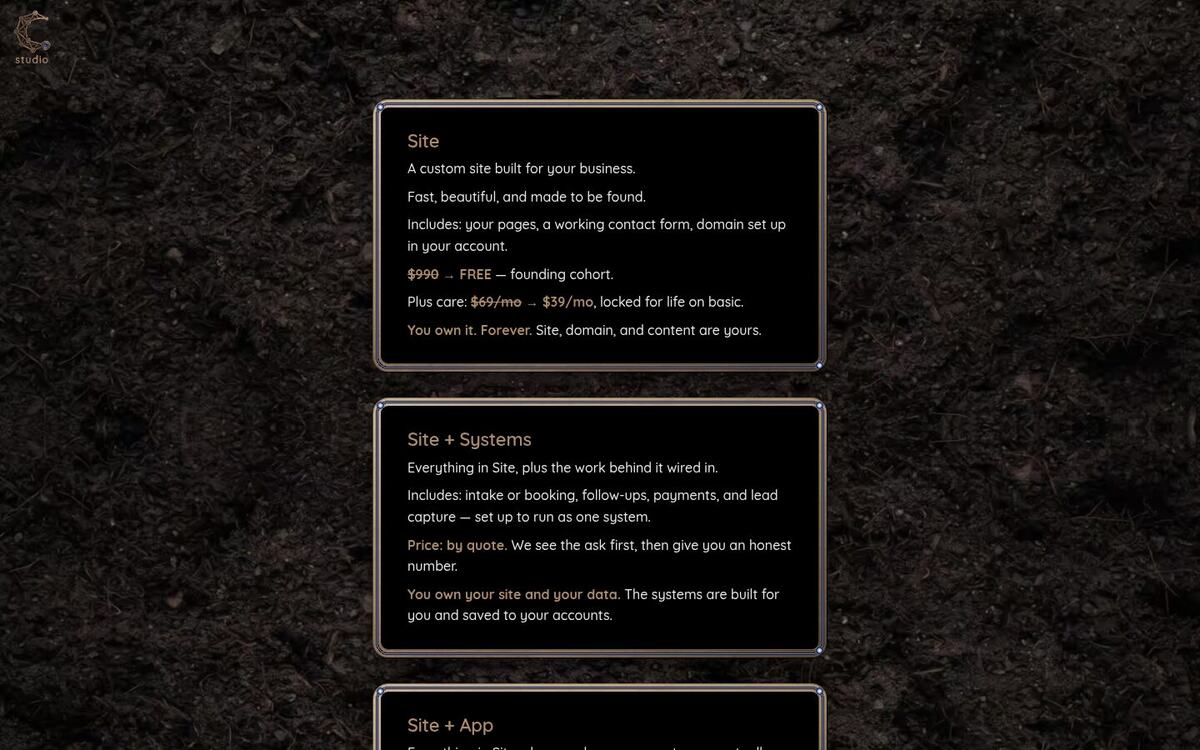 studio
Site
A custom site built for your business.
Fast, beautiful, and made to be found.
Includes: your pages, a working contact form, domain set up
in your account.
$990 → FREE — founding cohort.
Plus care: $69/mo → $39/mo, locked for life on basic.
You own it. Forever. Site, domain, and content are yours.
Site + Systems
Everything in Site, plus the work behind it wired in.
Includes: intake or booking, follow-ups, payments, and lead
capture — set up to run as one system.
Price: by quote. We see the ask first, then give you an honest
number.
You own your site and your data. The systems are built for
you and saved to your accounts.
Site + App